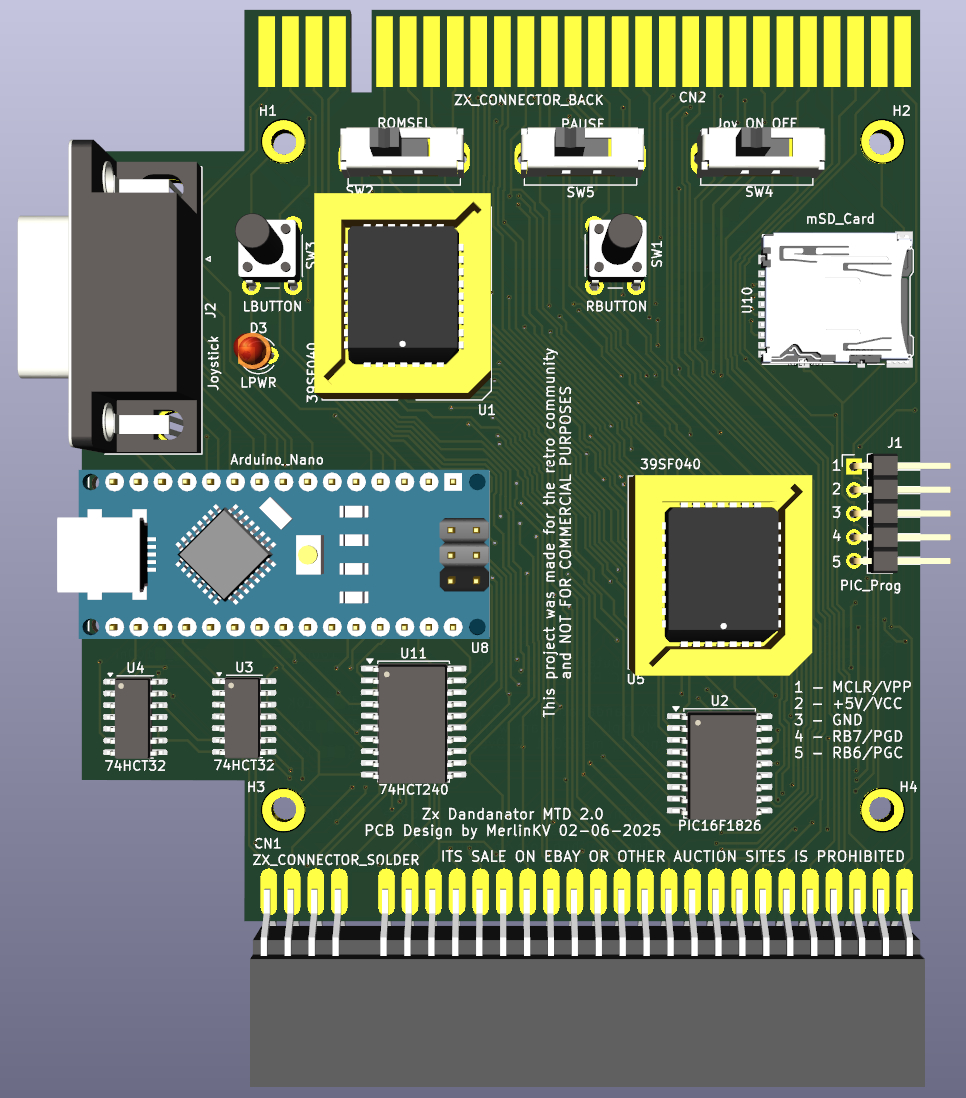 ZX_CONNECTOR_BACK
CN2
H1
H2
ROMSEL
PAUSE
Joy_ON_OFF
SW2
SW5
SW4
mSD_Card
SW3
SW1
U10
J2
LBUTTON
RBUTTON
D3
Joystick
LPWR
39SF040
U1
This project was made for the retro community
and NOT FOR COMMERCIAL PURPOSES
Arduino_Nano
39SF040
J1
1
2
3
4
5
PIC_Prog
U8
U5
U4
U3
U11
1 - MCLR/VPP
2 - +5V/VCC
3 - GND
4 - RB7/PGD
5 - RB6/PGC
U2
74HCT32
74HCT32
74HCT240
H3
H4
Zx Dandanator MTD 2.0
PCB Design by MerlinKV 02-06-2025
PIC16F1826
CN1
ZX_CONNECTOR_SOLDER
ITS SALE ON EBAY OR OTHER AUCTION SITES IS PROHIBITED